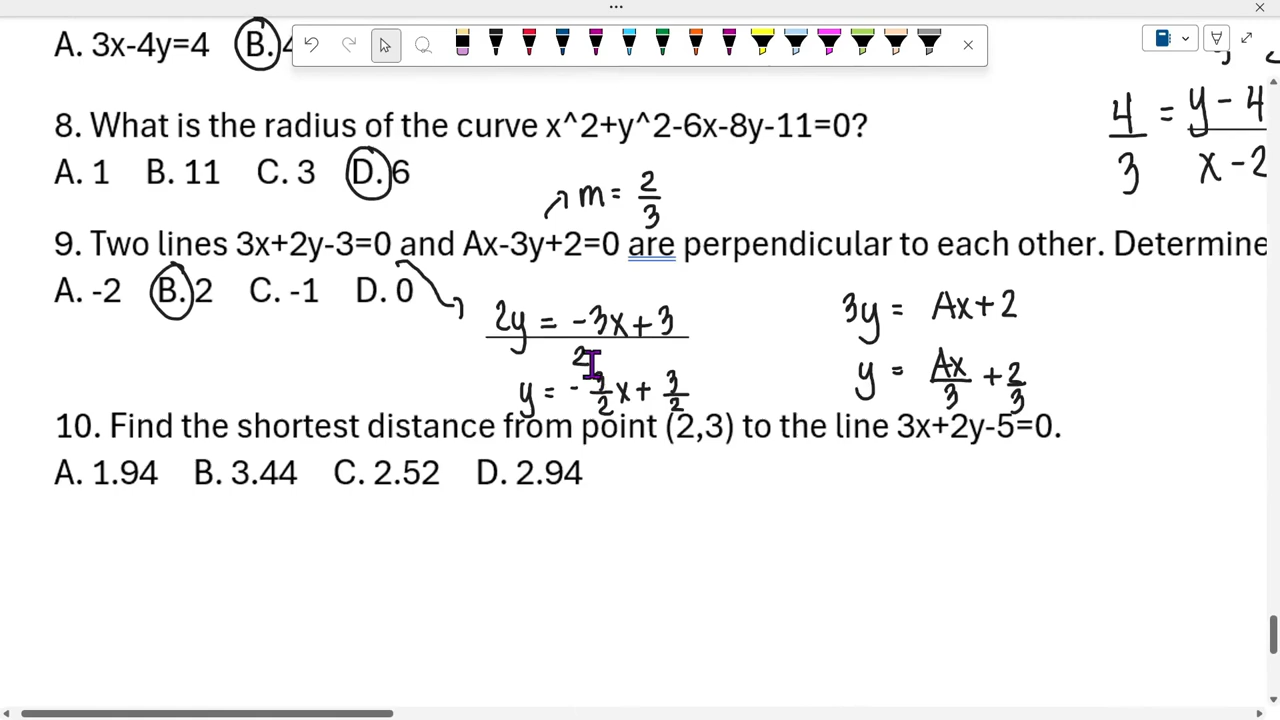 A. 3x-4y=4 B. 4
8. What is the radius of the curve x^2+y^2-6x-8y-11=0?
4/3 = y-4/x-2
A. 1 B. 11 C. 3 D. 6
m = 2/3
9. Two lines 3x+2y-3=0 and Ax-3y+2=0 are perpendicular to each other. Determine
A. -2 B. 2 C. -1 D. 0
2y = -3x+3
2
3y = Ax+2
y = -3/2x + 3/2
y = Ax/3 + 2/3
10. Find the shortest distance from point (2,3) to the line 3x+2y-5=0.
A. 1.94 B. 3.44 C. 2.52 D. 2.94